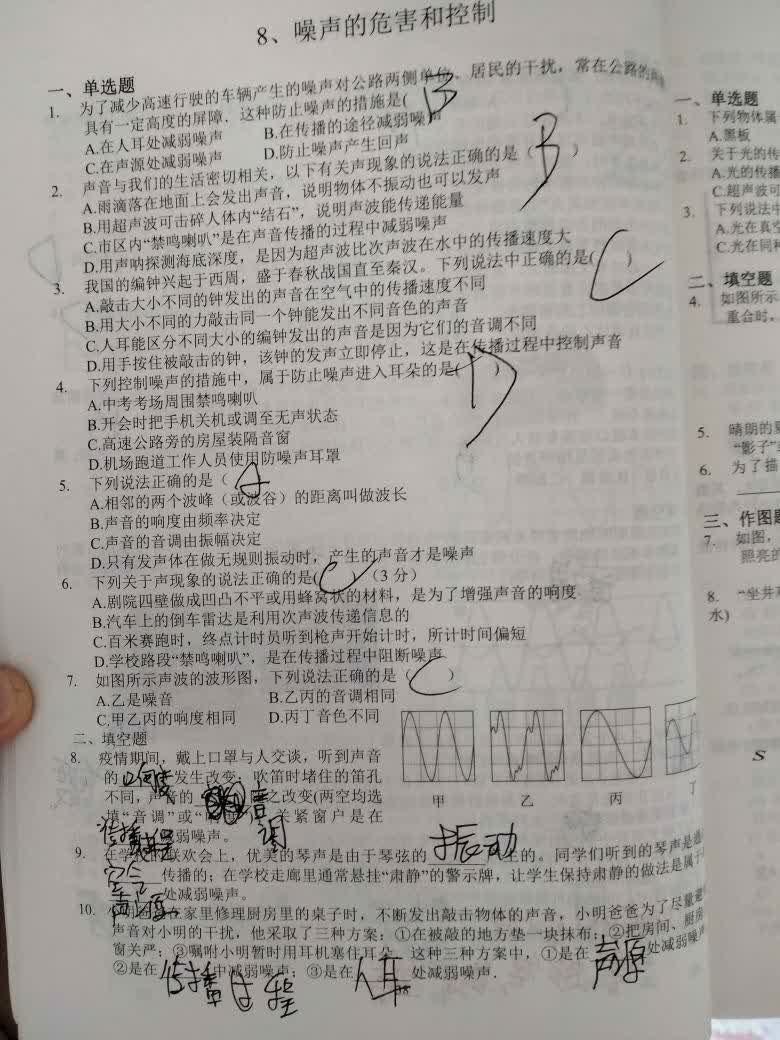 8、噪声的危害和控制
一、单选题
1. 为了减少高速行驶的车辆产生的噪声对公路两侧单位、居民的干扰，常在公路的
具有一定高度的屏障．这种防止噪声的措施是( B
A.在人耳处减弱噪声 B.在传播的途径减弱噪声
C.在声源处减弱噪声 D.防止噪声产生回声
2. 声音与我们的生活密切相关，以下有关声现象的说法正确的是（ B ）
A.雨滴落在地面上会发出声音，说明物体不振动也可以发声
B.用超声波可击碎人体内“结石”，说明声波能传递能量
C.市区内“禁鸣喇叭”是在声音传播的过程中减弱噪声
D.用声呐探测海底深度，是因为超声波比次声波在水中的传播速度大
3. 我国的编钟兴起于西周，盛于春秋战国直至秦汉。下列说法中正确的是( C )
A.敲击大小不同的钟发出的声音在空气中的传播速度不同
B.用大小不同的力敲击同一个钟能发出不同音色的声音
C.人耳能区分不同大小的编钟发出的声音是因为它们的音调不同
D.用手按住被敲击的钟，该钟的发声立即停止，这是在传播过程中控制声音
4. 下列控制噪声的措施中，属于防止噪声进入耳朵的是( D )
A.中考考场周围禁鸣喇叭
B.开会时把手机关机或调至无声状态
C.高速公路旁的房屋装隔音窗
D.机场跑道工作人员使用防噪声耳罩
5. 下列说法正确的是（ A
A.相邻的两个波峰（或波谷）的距离叫做波长
B.声音的响度由频率决定
C.声音的音调由振幅决定
D.只有发声体在做无规则振动时，产生的声音才是噪声
6. 下列关于声现象的说法正确的是( C )（3 分）
A.剧院四壁做成凹凸不平或用蜂窝状的材料，是为了增强声音的响度
B.汽车上的倒车雷达是利用次声波传递信息的
C.百米赛跑时，终点计时员听到枪声开始计时，所计时间偏短
D.学校路段“禁鸣喇叭”，是在传播过程中阻断噪声
7. 如图所示声波的波形图，下列说法正确的是（ C ）
A.乙是噪音 B.乙丙的音调相同
C.甲乙丙的响度相同 D.丙丁音色不同
甲 乙 丙 丁
二、填空题
8. 疫情期间，戴上口罩与人交谈，听到声音
的 响度 发生改变；吹笛时堵住的笛孔
不同，声音的 音调 之改变(两空均选
填“音调”或“ 关紧窗户是在
传播 弱噪声。
9. 在学校的联欢会上，优美的琴声是由于琴弦的 振动 生的。同学们听到的琴声是通
空气 传播的；在学校走廊里通常悬挂“肃静”的警示牌，让学生保持肃静的做法是属于
声源 处减弱噪声。
10. 小明爸爸在家里修理厨房里的桌子时，不断发出敲击物体的声音，小明爸爸为了尽量避
声音对小明的干扰，他采取了三种方案：①在被敲的地方垫一块抹布；②把房间、厨房
窗关严；③嘱咐小明暂时用耳机塞住耳朵．这种三种方案中，①是在 声源 处减弱噪声
②是在 传播过程 中减弱噪声；③是在 人耳 处减弱噪声．
一、单选题
1. 下列物体属
A.黑板
2. 关于光的传
A.光的传播
C.超声波可
3. 下列说法中
A.光在真空
C.光在同种
二、填空题
4. 如图所示
重合时，
5. 晴朗的夏
“影子”
6. 为了描
三、作图题
7. 如图，
照亮的
8. “坐井观
水)
S